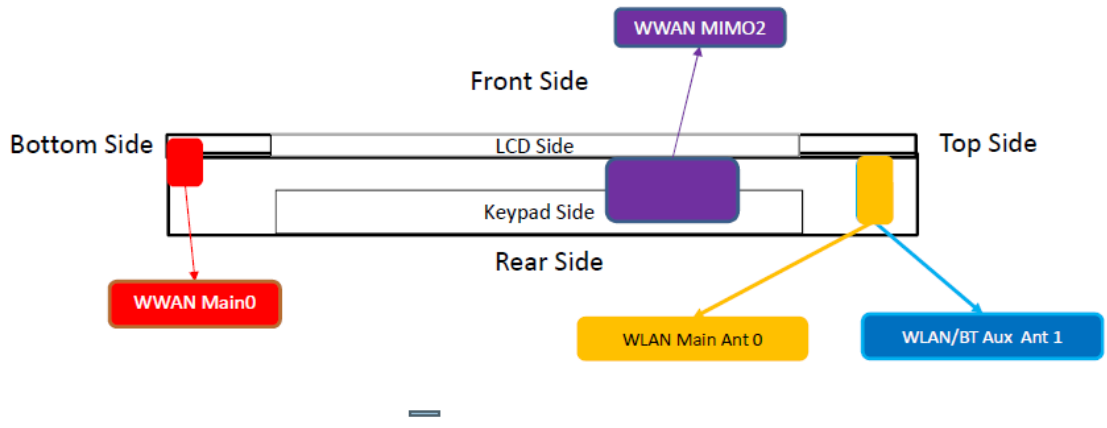 WWAN MIMO2
Front Side
Bottom Side
LCD Side
Top Side
Keypad Side
Rear Side
WWAN Main0
WLAN Main Ant 0
WLAN/BT Aux Ant 1